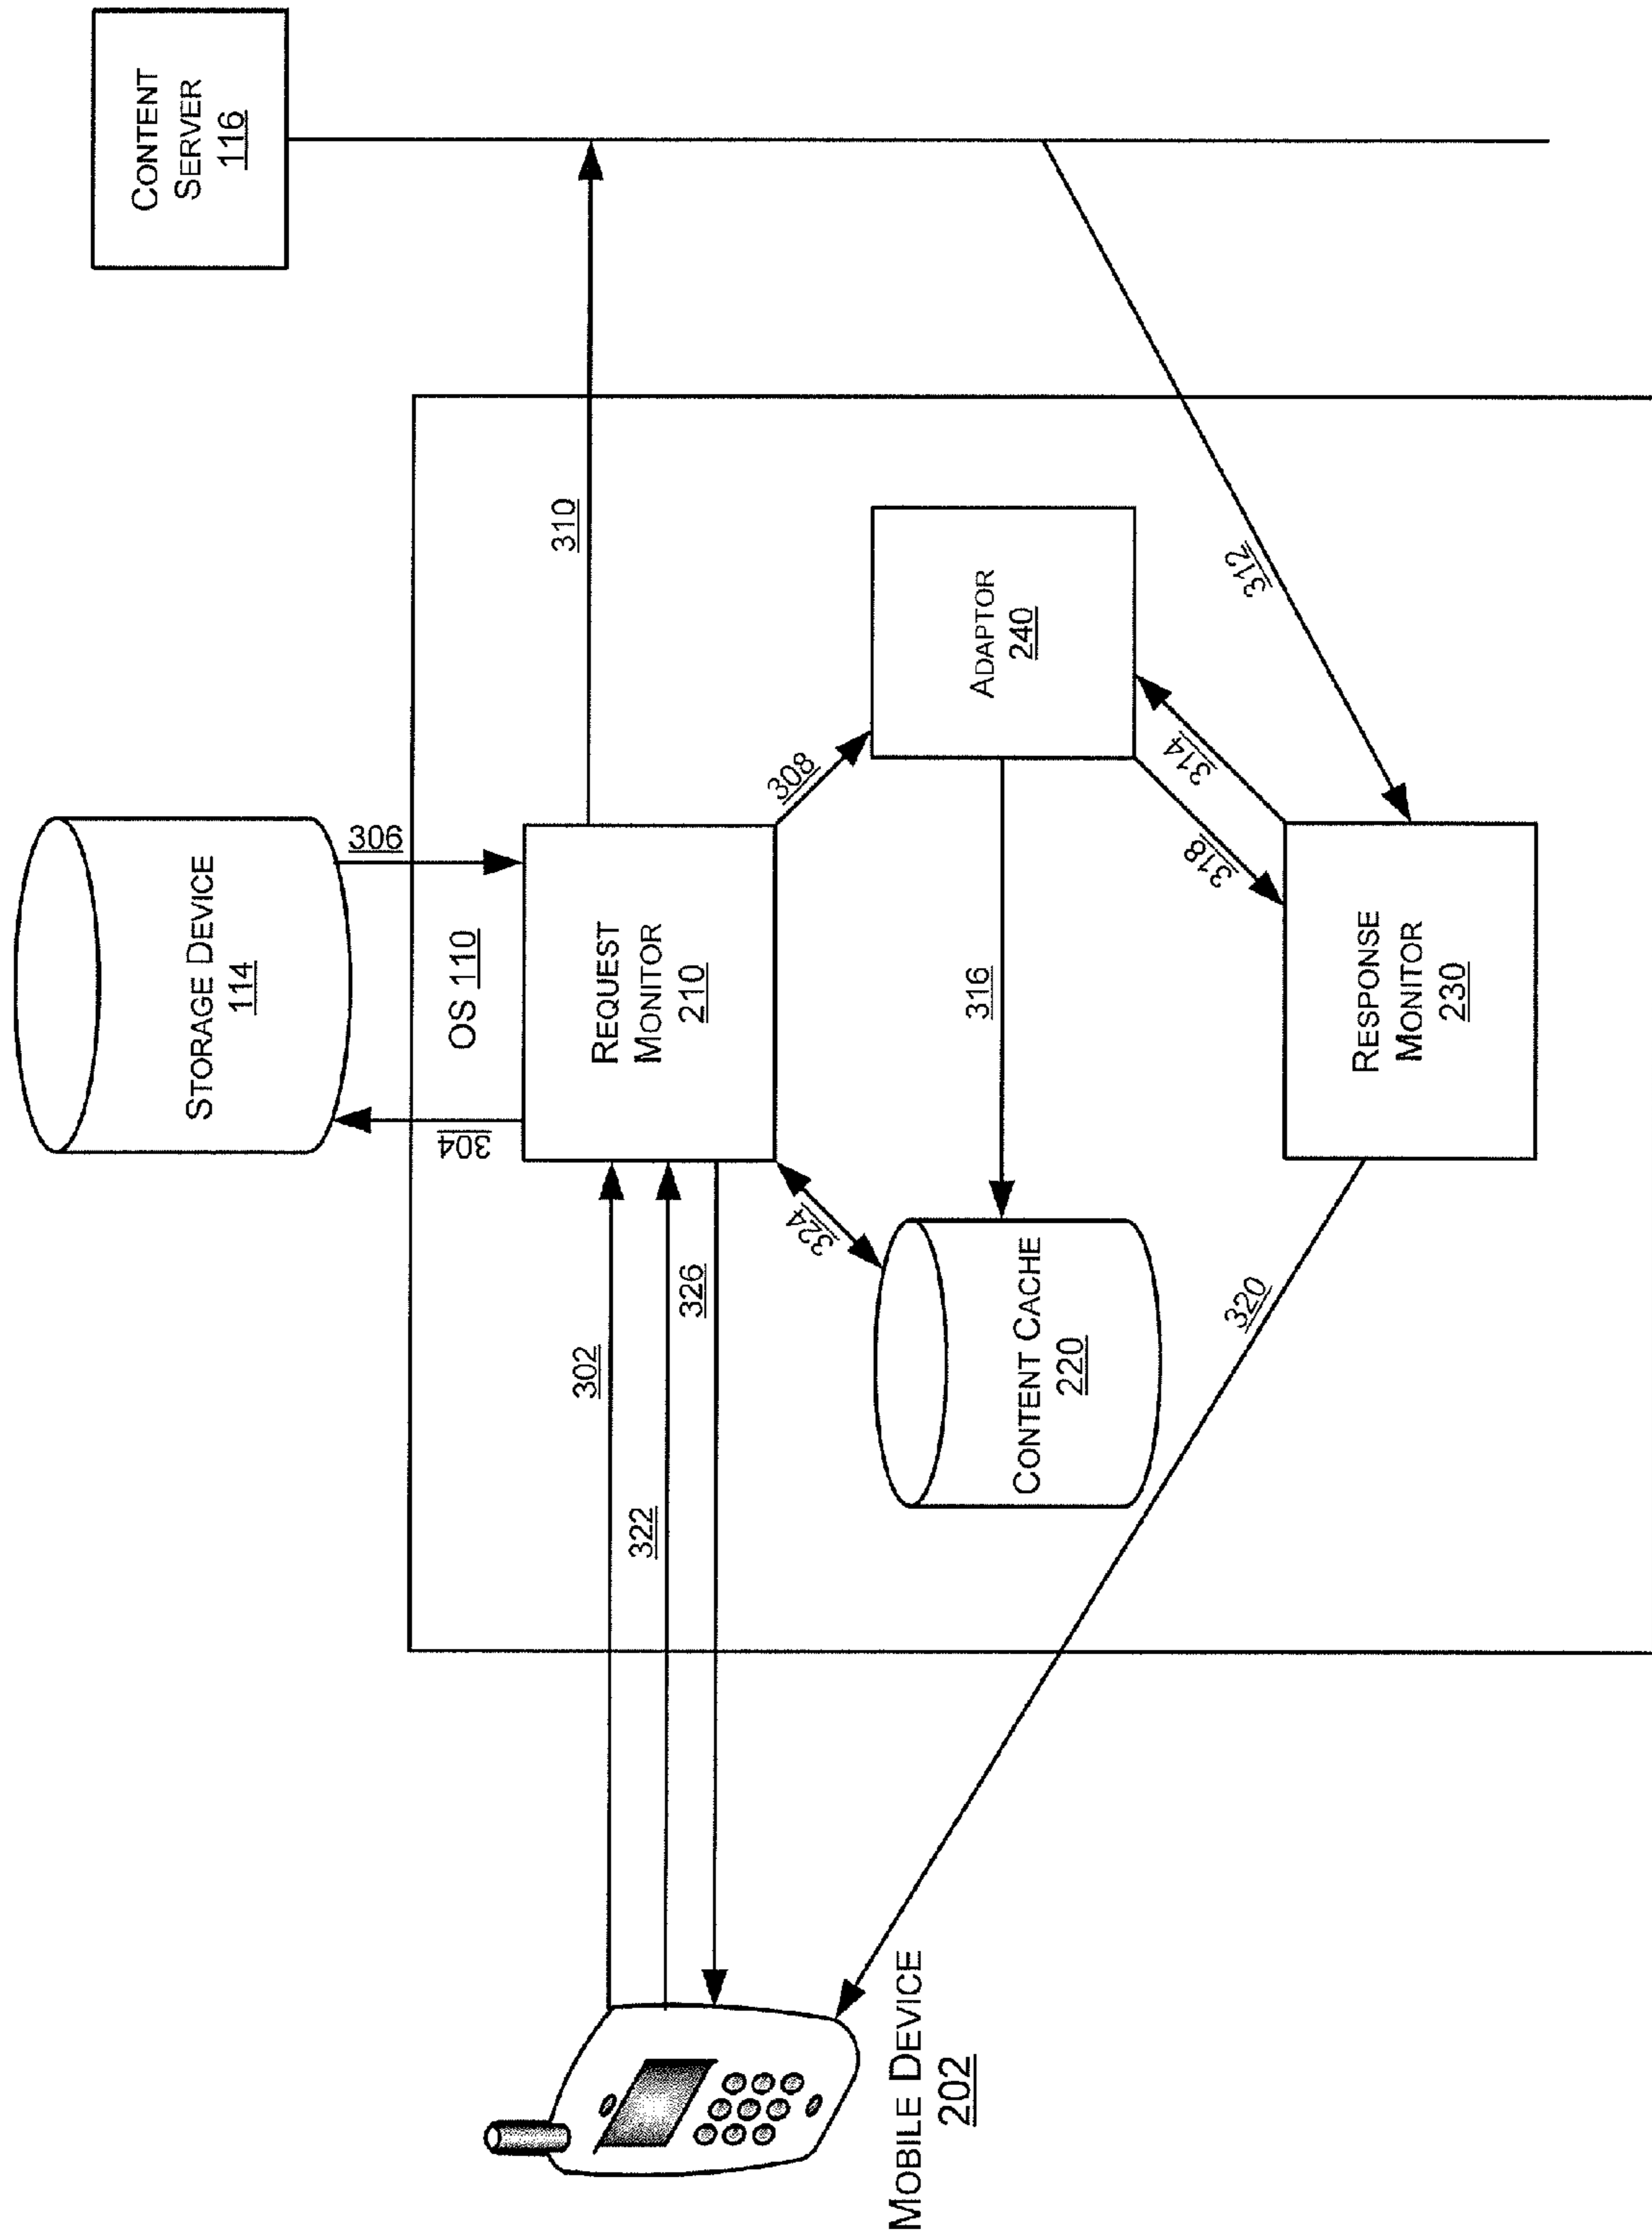 STORAGE DEVICE
114
CONTENT
SERVER
116
304
306
OS 110
302
322
326
REQUEST
MONITOR
210
310
324
308
CONTENT CACHE
220
316
ADAPTOR
240
318
314
312
320
RESPONSE
MONITOR
230
MOBILE DEVICE
202